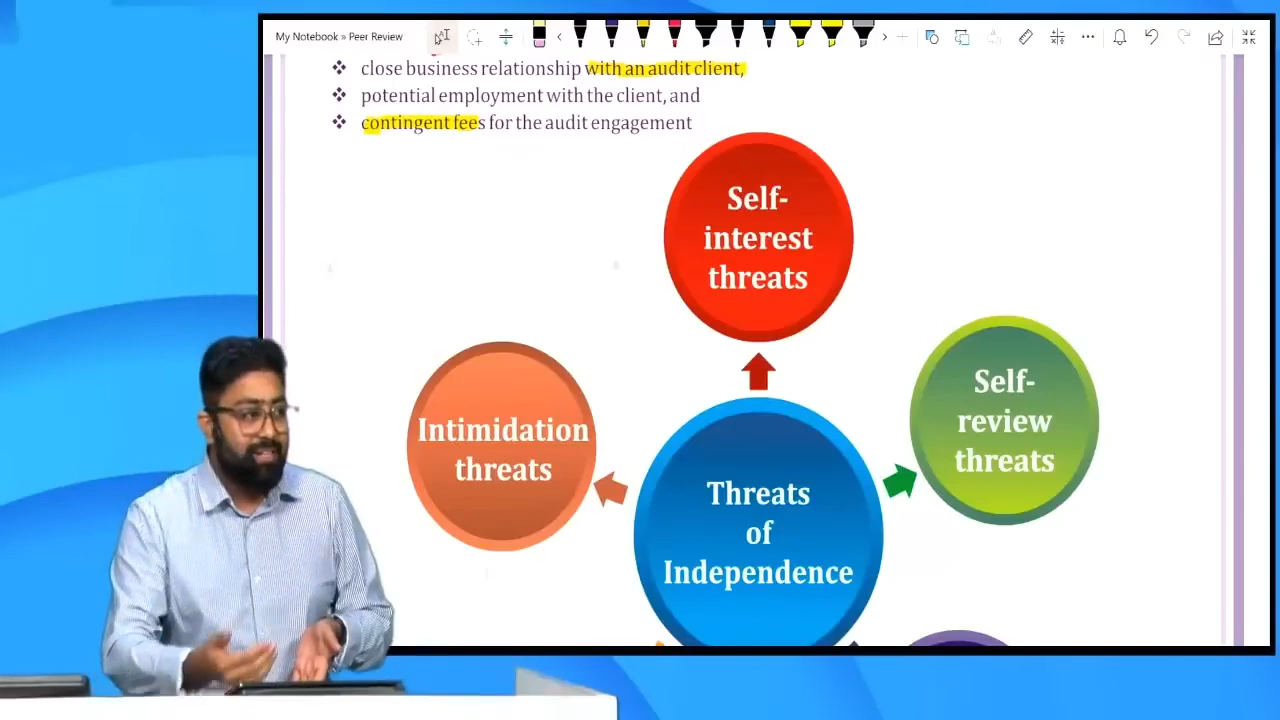 My Notebook » Peer Review
❖ close business relationship with an audit client,
❖ potential employment with the client, and
❖ contingent fees for the audit engagement
Self-
interest
threats
Intimidation
threats
Self-
review
threats
Threats
of
Independence